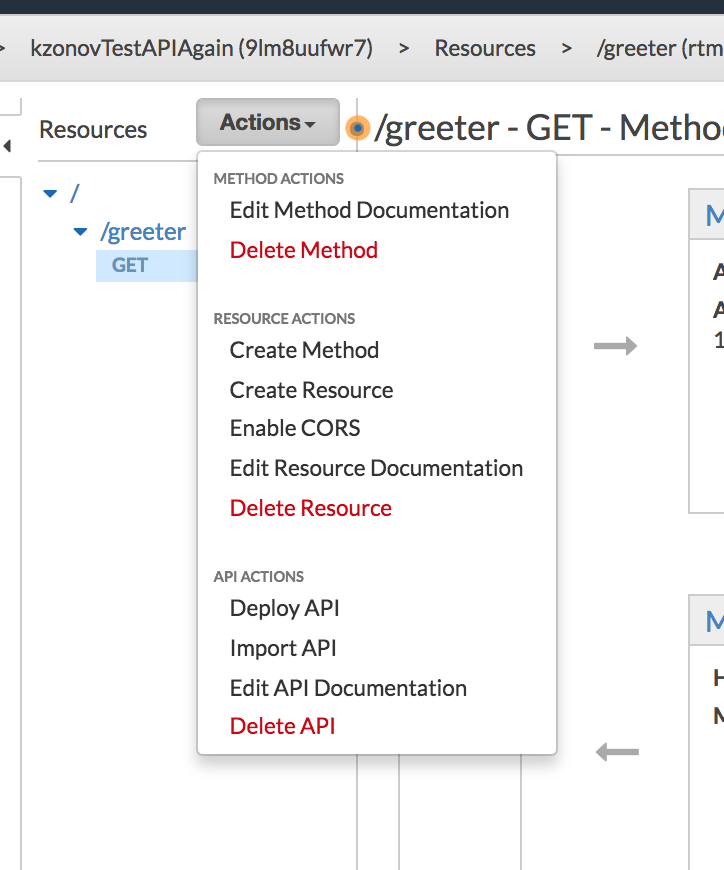 > kzonovTestAPIAgain (9lm8uufwr7) > Resources > /greeter (rtm
Resources
Actions
/greeter - GET - Metho
/
/greeter
GET
METHOD ACTIONS
Edit Method Documentation
Delete Method
RESOURCE ACTIONS
Create Method
Create Resource
Enable CORS
Edit Resource Documentation
Delete Resource
API ACTIONS
Deploy API
Import API
Edit API Documentation
Delete API
M
A
A
1
M
H
M